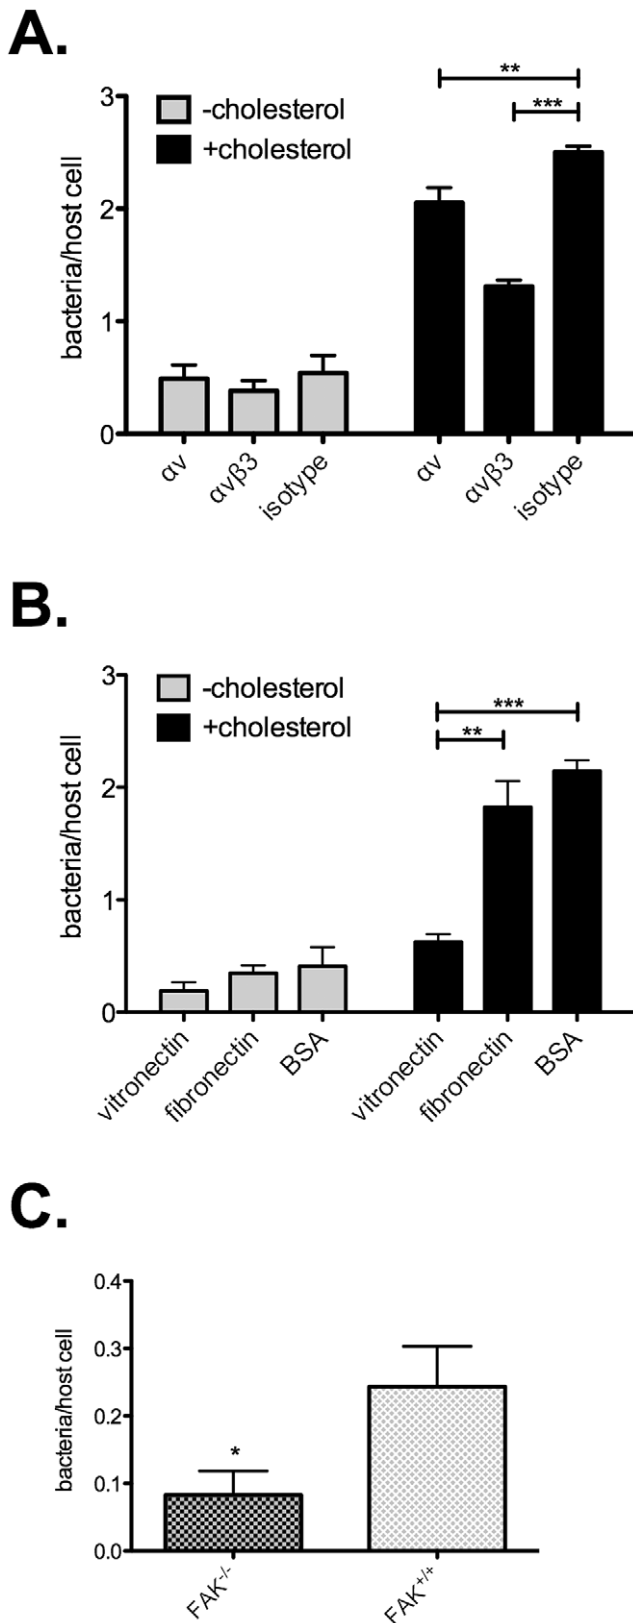 A.
**
***
-cholesterol
+cholesterol
bacteria/host cell
3
2
1
0
αv
αvβ3
isotype
αv
αvβ3
isotype
B.
-cholesterol
+cholesterol
***
**
bacteria/host cell
3
2
1
0
vitronectin
fibronectin
BSA
vitronectin
fibronectin
BSA
C.
bacteria/host cell
0.4
0.3
0.2
0.1
0.0
*
FAK-/-
FAK+/+